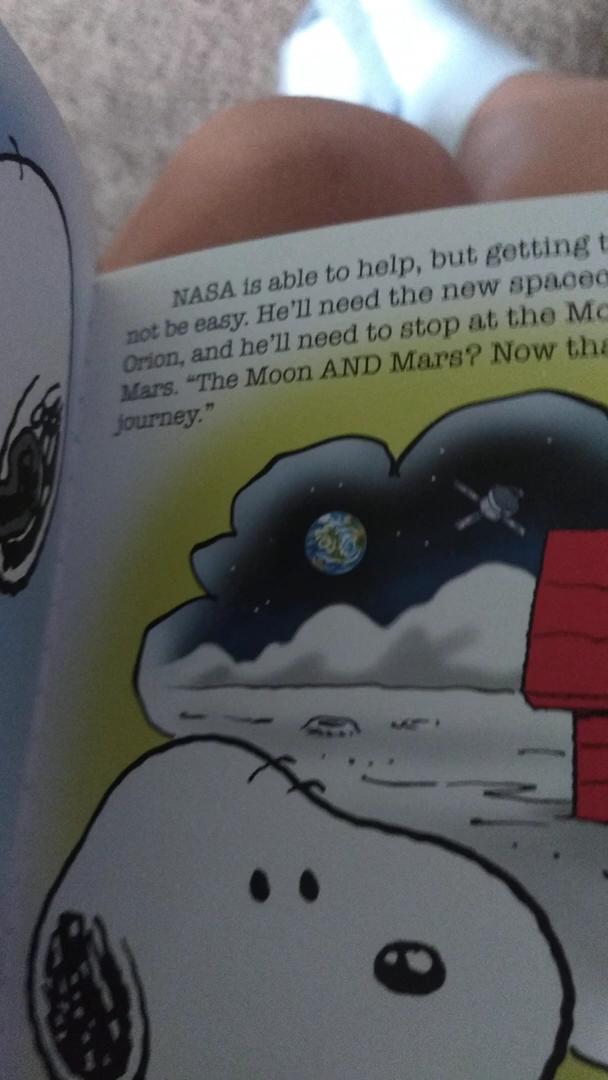 NASA is able to help, but getting
not be easy. He'll need the new
Orion, and he'll need to stop at the
Mars. "The Moon AND Mars? Now
journey."